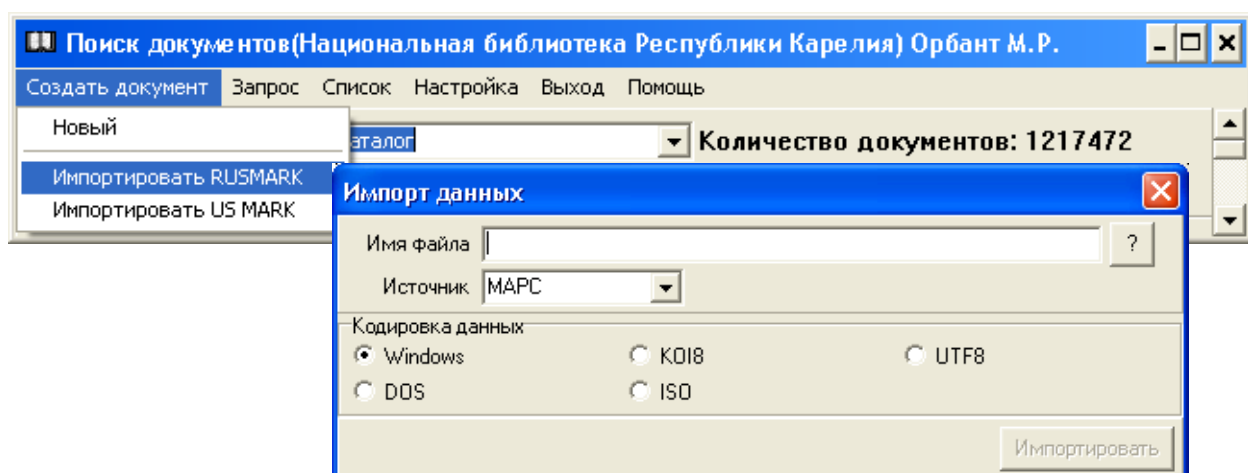 Поиск документов(Национальная библиотека Республики Карелия) Орбант М.Р.
Создать документ Запрос Список Настройка Выход Помощь
Новый
аталог Количество документов: 1217472
Импортировать RUSMARK
Импортировать US MARK
Импорт данных
Имя файла ?
Источник МАРС
Кодировка данных
Windows KOI8 UTF8
DOS ISO
Импортировать